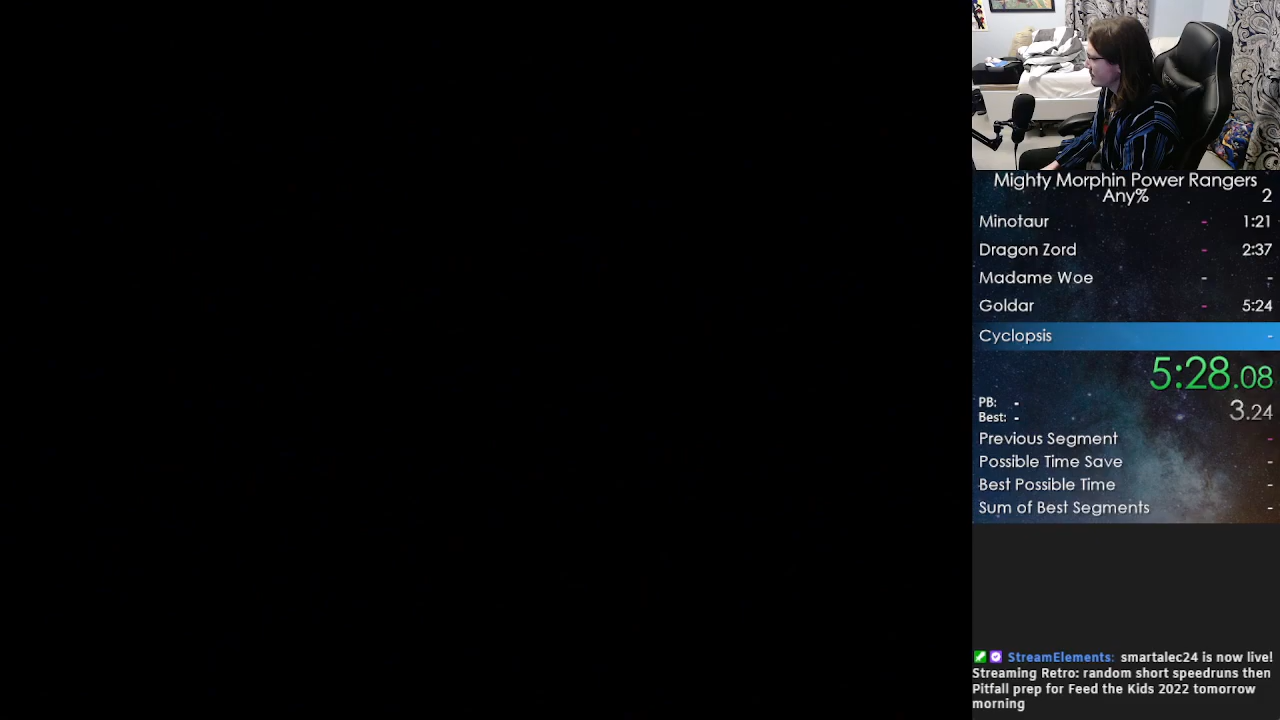 Mighty Morphin Power Rangers
Any% 2
Minotaur - 1:21
Dragon Zord - 2:37
Madame Woe - -
Goldar - 5:24
Cyclopsis -
5:28.08
PB: - 3.24
Best: -
Previous Segment -
Possible Time Save -
Best Possible Time -
Sum of Best Segments -
StreamElements: smartalec24 is now live!
Streaming Retro: random short speedruns then
Pitfall prep for Feed the Kids 2022 tomorrow
morning